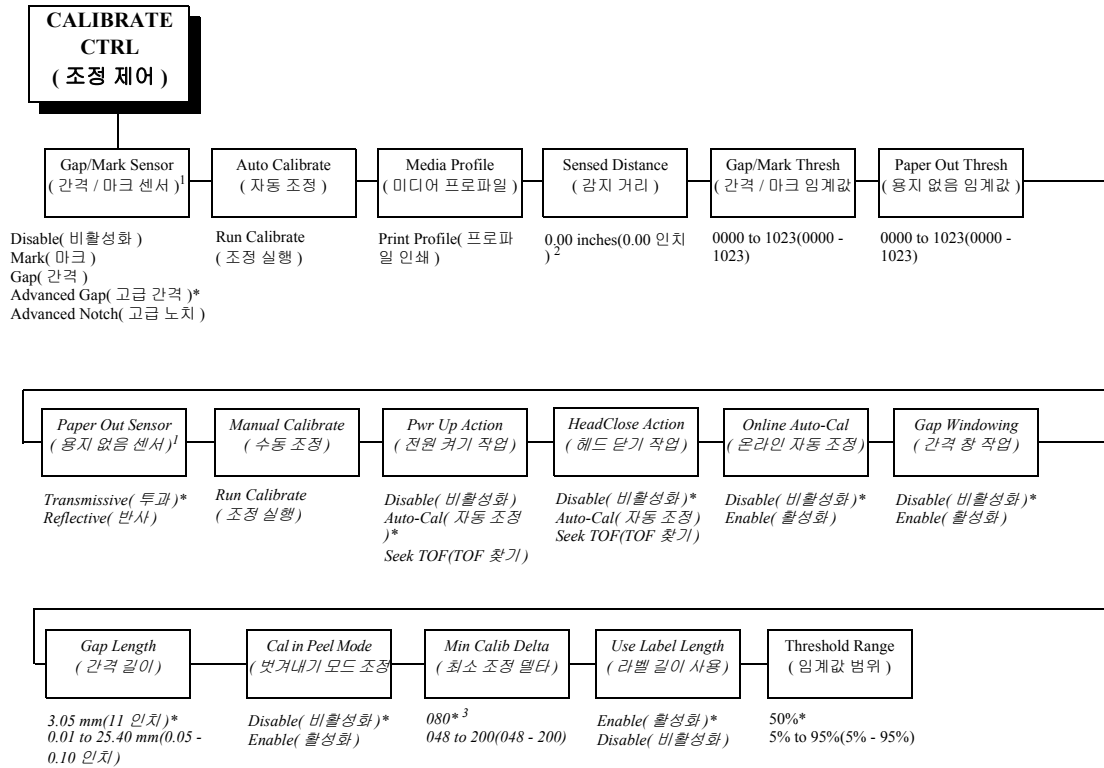 CALIBRATE
CTRL
( 조정 제어 )
Gap/Mark Sensor
( 간격 / 마크 센서 )1
Disable( 비활성화 )
Mark( 마크 )
Gap( 간격 )
Advanced Gap( 고급 간격 )*
Advanced Notch( 고급 노치 )
Auto Calibrate
( 자동 조정 )
Run Calibrate
( 조정 실행 )
Media Profile
( 미디어 프로파일 )
Print Profile( 프로파
일 인쇄 )
Sensed Distance
( 감지 거리 )
0.00 inches(0.00 인치
) 2
Gap/Mark Thresh
( 간격 / 마크 임계값
0000 to 1023(0000 -
1023)
Paper Out Thresh
( 용지 없음 임계값 )
0000 to 1023(0000 -
1023)
Paper Out Sensor
( 용지 없음 센서 )1
Transmissive( 투과 )*
Reflective( 반사 )
Manual Calibrate
( 수동 조정 )
Run Calibrate
( 조정 실행 )
Pwr Up Action
( 전원 켜기 작업 )
Disable( 비활성화 )
Auto-Cal( 자동 조정
)*
Seek TOF(TOF 찾기 )
HeadClose Action
( 헤드 닫기 작업 )
Disable( 비활성화 )*
Auto-Cal( 자동 조정 )
Seek TOF(TOF 찾기 )
Online Auto-Cal
( 온라인 자동 조정 )
Disable( 비활성화 )*
Enable( 활성화 )
Gap Windowing
( 간격 창 작업 )
Disable( 비활성화 )*
Enable( 활성화 )
Gap Length
( 간격 길이 )
3.05 mm(11 인치 )*
0.01 to 25.40 mm(0.05 -
0.10 인치 )
Cal in Peel Mode
( 벗겨내기 모드 조정
Disable( 비활성화 )*
Enable( 활성화 )
Min Calib Delta
( 최소 조정 델타 )
080* 3
048 to 200(048 - 200)
Use Label Length
( 라벨 길이 사용 )
Enable( 활성화 )*
Disable( 비활성화 )
Threshold Range
( 임계값 범위 )
50%*
5% to 95%(5% - 95%)